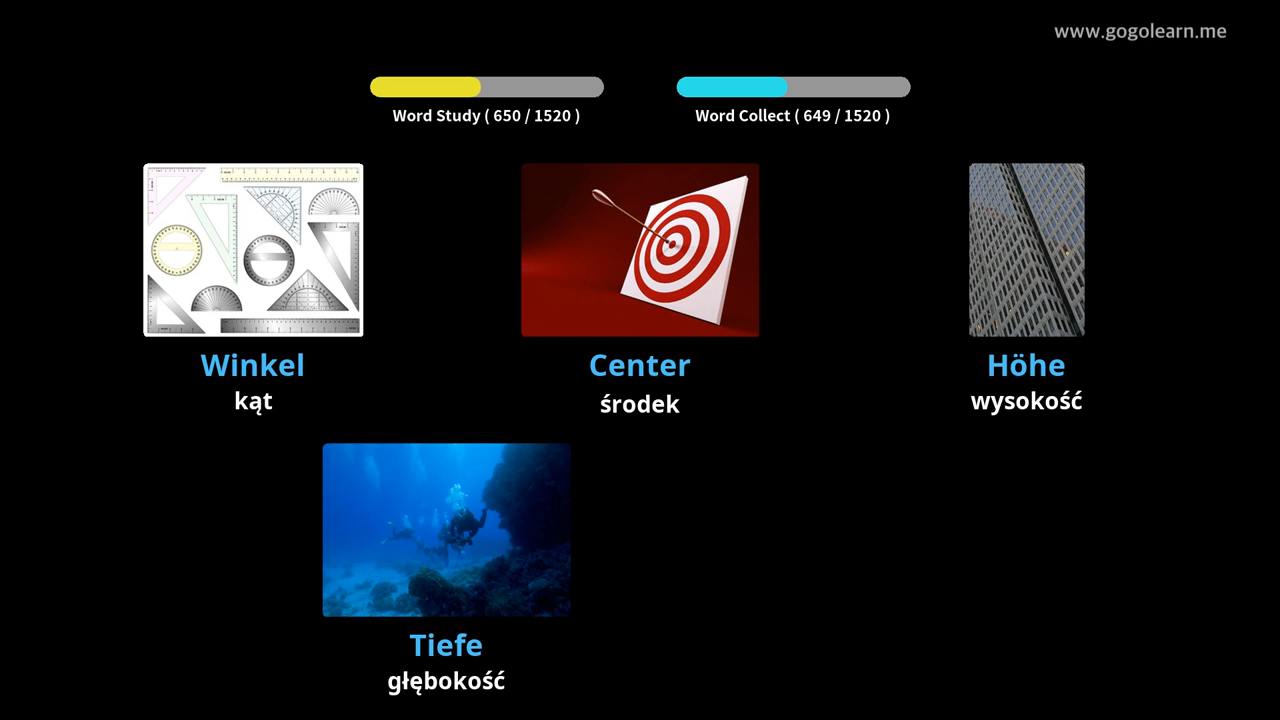 www.gogolearn.me
Word Study ( 650 / 1520 )
Word Collect ( 649 / 1520 )
Winkel
kąt
Center
środek
Höhe
wysokość
Tiefe
głębokość